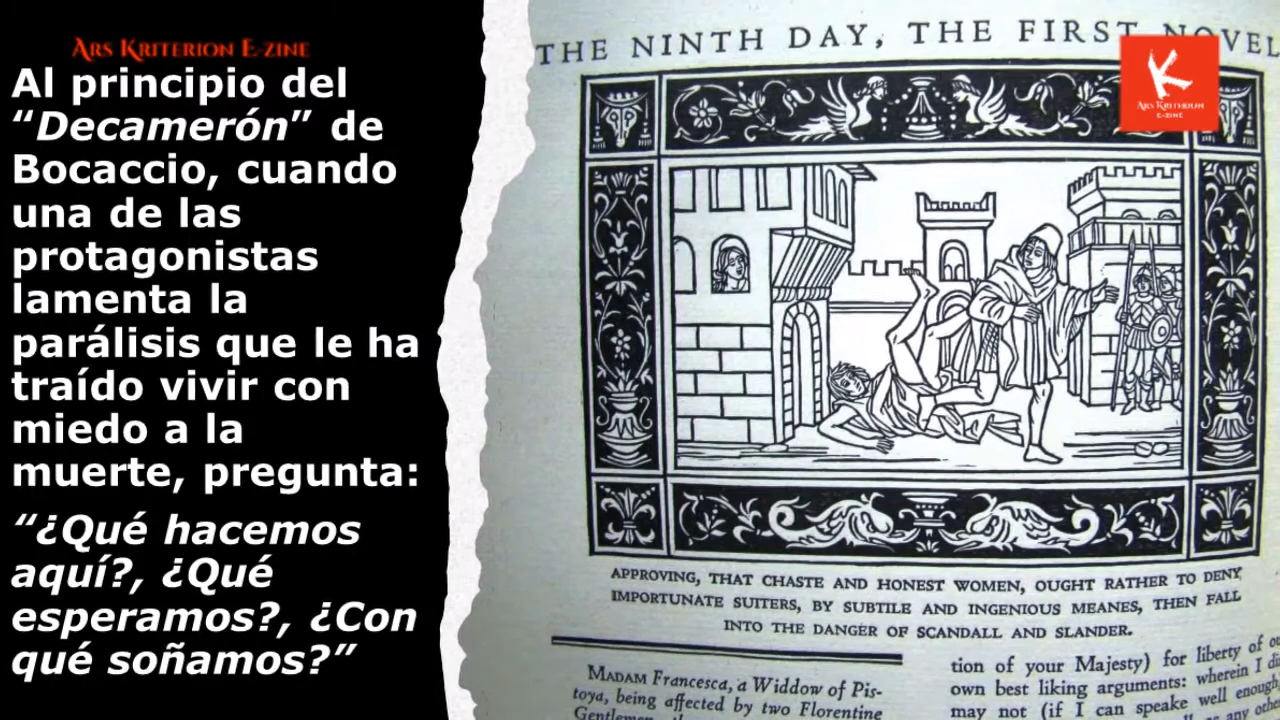 ARS KRITERION E-ZINE
Al principio del
“Decamerón” de
Bocaccio, cuando
una de las
protagonistas
lamenta la
parálisis que le ha
traído vivir con
miedo a la
muerte, pregunta:
“¿Qué hacemos
aquí?, ¿Qué
esperamos?, ¿Con
qué soñamos?”
THE NINTH DAY, THE FIRST NOVEL
K
ARS KRITERION
E-ZINE
APPROVING, THAT CHASTE AND HONEST WOMEN, OUGHT RATHER TO DENY
IMPORTUNATE SUITERS, BY SUBTILE AND INGENIOUS MEANES, THEN FALL
INTO THE DANGER OF SCANDALL AND SLANDER.
MADAM Francesca, a Widdow of Pis-
toya, being affected by two Florentine
Gentlemen, the
tion of your Majesty) for liberty of
own best liking arguments: wherein I
may not (if I can speake well enough,
any